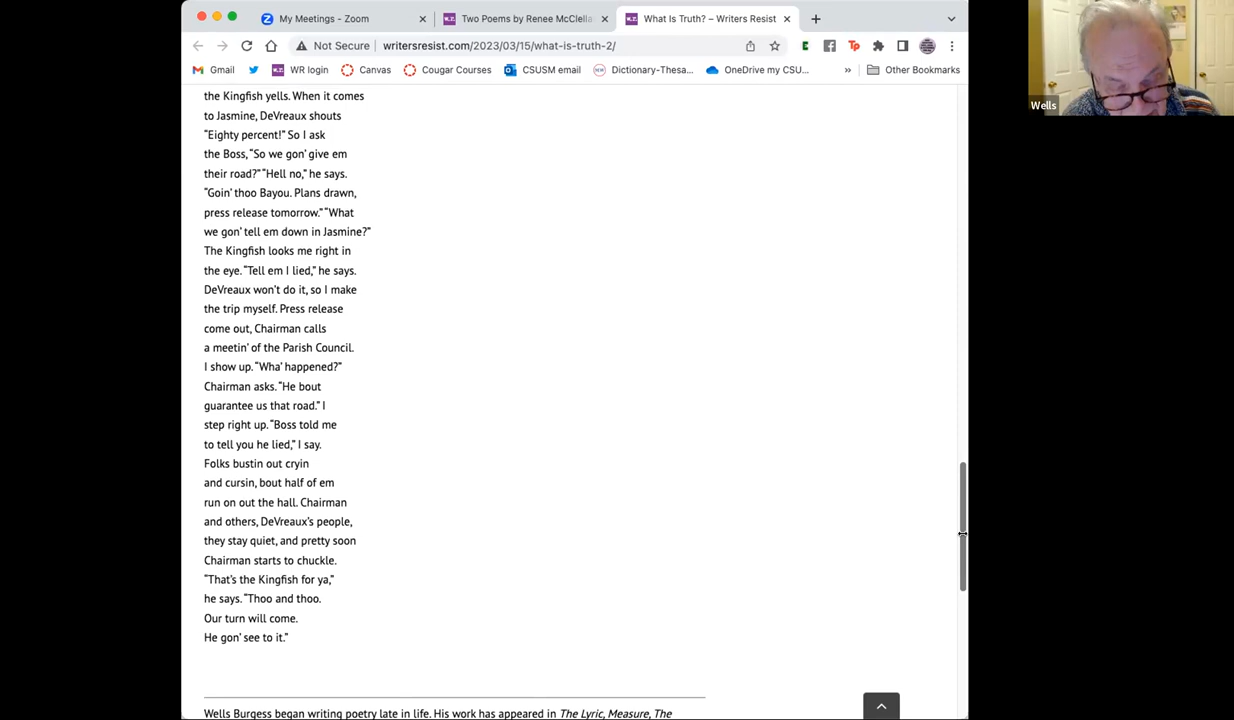 My Meetings - Zoom
Two Poems by Renee McClella
What Is Truth? – Writers Resist
Not Secure
writersresist.com/2023/03/15/what-is-truth-2/
Gmail
WR login
Canvas
Cougar Courses
CSUSM email
Dictionary-Thesa...
OneDrive my CSU...
»
Other Bookmarks
Wells
the Kingfish yells. When it comes
to Jasmine, DeVreaux shouts
“Eighty percent!” So I ask
the Boss, “So we gon’ give em
their road?” “Hell no,” he says.
“Goin’ thoo Bayou. Plans drawn,
press release tomorrow.” “What
we gon’ tell em down in Jasmine?”
The Kingfish looks me right in
the eye. “Tell em I lied,” he says.
DeVreaux won’t do it, so I make
the trip myself. Press release
come out, Chairman calls
a meetin’ of the Parish Council.
I show up. “Wha’ happened?”
Chairman asks. “He bout
guarantee us that road.” I
step right up. “Boss told me
to tell you he lied,” I say.
Folks bustin out cryin
and cursin, bout half of em
run on out the hall. Chairman
and others, DeVreaux’s people,
they stay quiet, and pretty soon
Chairman starts to chuckle.
“That’s the Kingfish for ya,”
he says. “Thoo and thoo.
Our turn will come.
He gon’ see to it.”
Wells Burgess began writing poetry late in life. His work has appeared in The Lyric, Measure, The